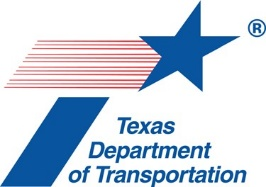 ®
Texas
Department
of Transportation